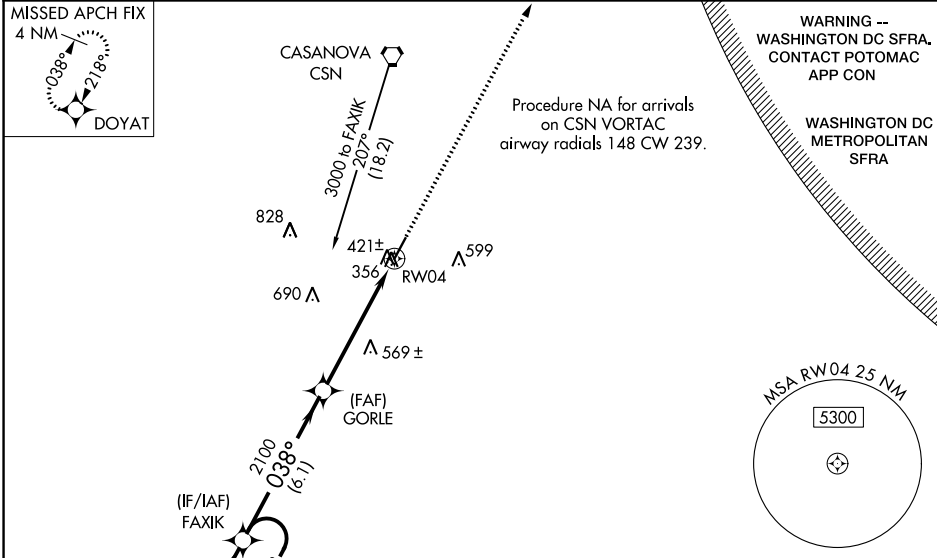 MISSED APCH FIX
4 NM
038°
218°
DOYAT
CASANOVA
CSN
3000 to FAXIK
207°
(18.2)
Procedure NA for arrivals
on CSN VORTAC
airway radials 148 CW 239.
WARNING --
WASHINGTON DC SFRA.
CONTACT POTOMAC
APP CON
WASHINGTON DC
METROPOLITAN
SFRA
828
421±
356
RW04
599
690
569 ±
(FAF)
GORLE
2100
038°
(6.1)
(IF/IAF)
FAXIK
MSA RW04 25 NM
5300